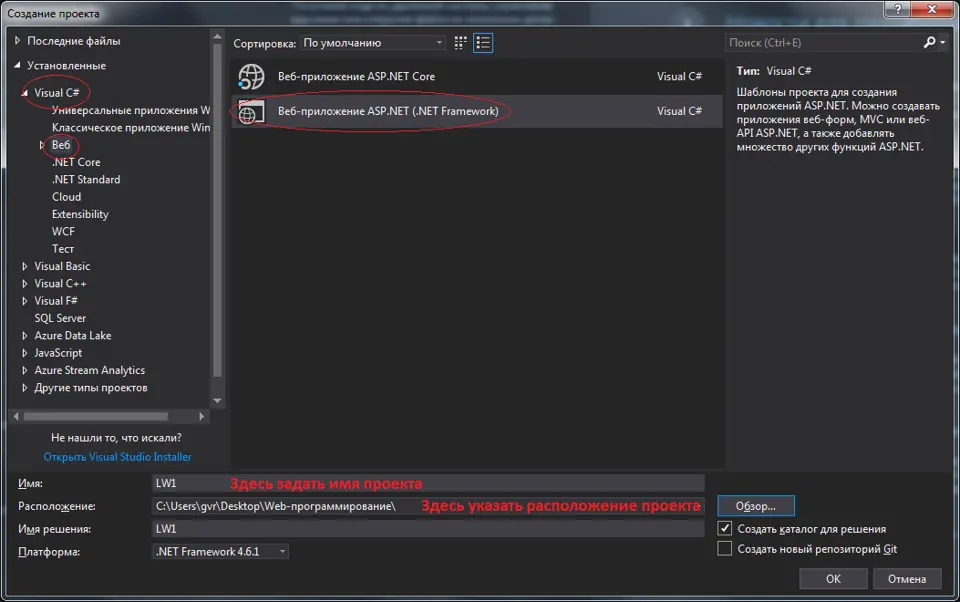 Создание проекта
Последние файлы
Установленные
Visual C#
Универсальные приложения W
Классическое приложение Win
Веб
.NET Core
.NET Standard
Cloud
Extensibility
WCF
Тест
Visual Basic
Visual C++
Visual F#
SQL Server
Azure Data Lake
JavaScript
Azure Stream Analytics
Другие типы проектов
Не нашли то, что искали?
Открыть Visual Studio Installer
Сортировка: По умолчанию
Веб-приложение ASP.NET Core Visual C#
Веб-приложение ASP.NET (.NET Framework) Visual C#
Поиск (Ctrl+E)
Тип: Visual C#
Шаблоны проекта для создания
приложений ASP.NET. Можно создавать
приложения веб-форм, MVC или веб-
API ASP.NET, а также добавлять
множество других функций ASP.NET.
Имя: LW1 Здесь задать имя проекта
Расположение: C:\Users\gvr\Desktop\Web-программирование\ Здесь указать расположение проекта
Обзор...
Имя решения: LW1
Создать каталог для решения
Платформа: .NET Framework 4.6.1
Создать новый репозиторий Git
ОК Отмена